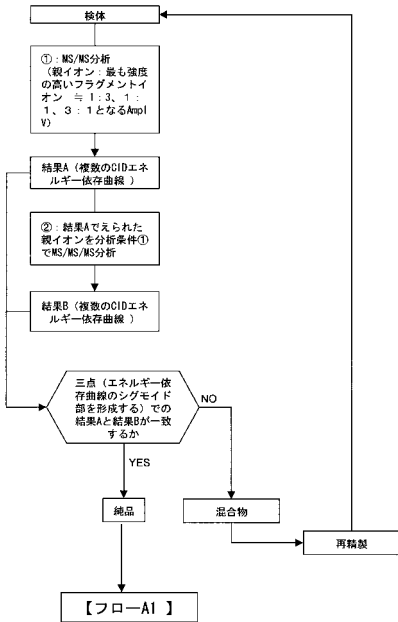 検体
①：MS/MS分析
（親イオン：最も強度
の高いフラグメントイ
オン ≒ 1：3、1：
1、3：1となるAmpl
V）
結果A（複数のCIDエネ
ルギー依存曲線 ）
②：結果Aでえられた
親イオンを分析条件①
でMS/MS/MS分析
結果B（複数のCIDエネ
ルギー依存曲線 ）
三点（エネルギー依
存曲線のシグモイド
部を形成する）での
結果Aと結果Bが一致
するか
NO
YES
純品
混合物
再精製
【フローA1 】